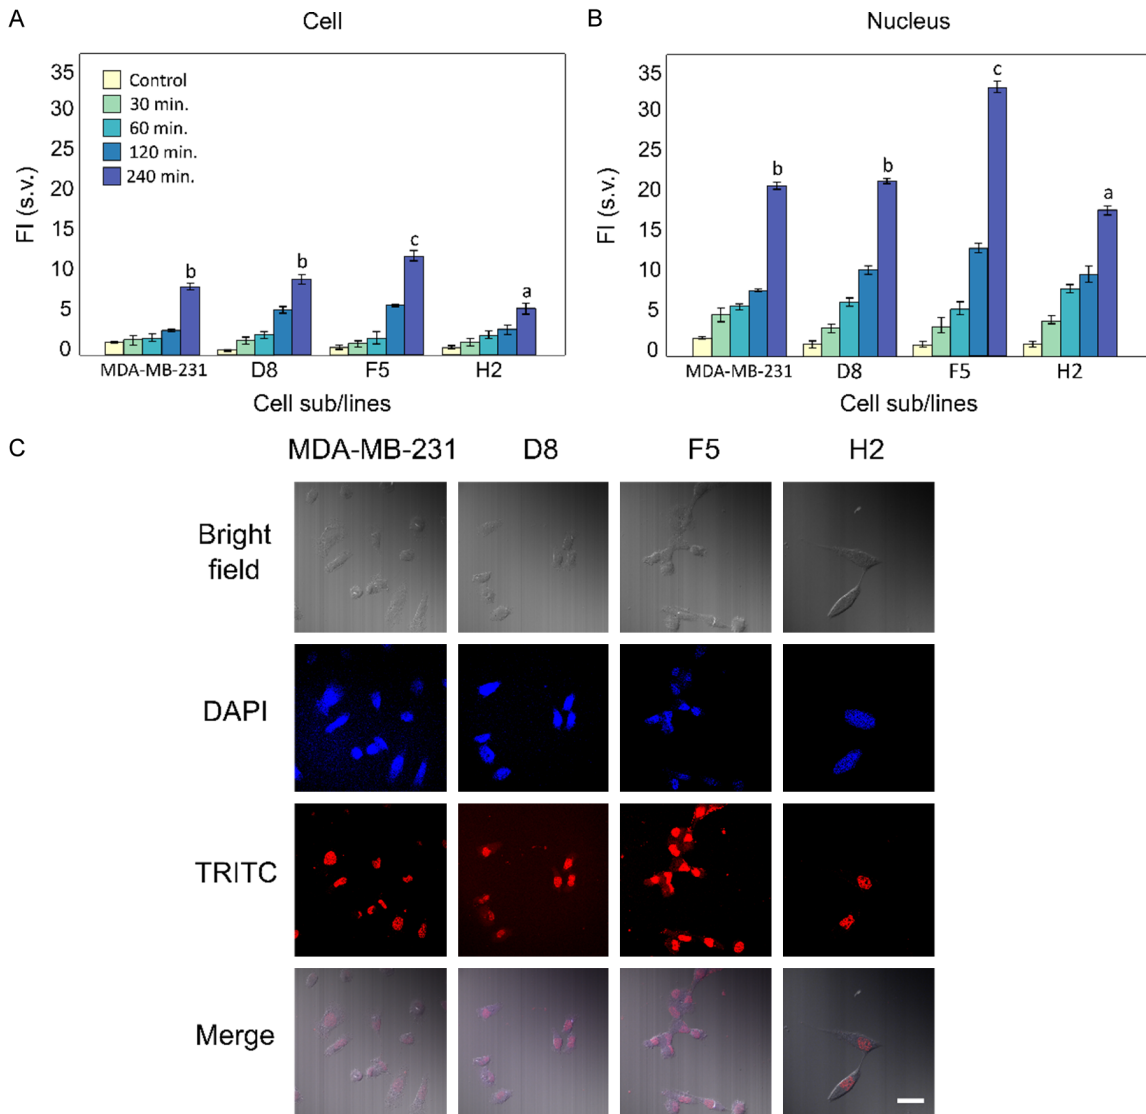 A
Cell
FI (s.v.)
35
30
25
20
15
10
5
0
Control
30 min.
60 min.
120 min.
240 min.
b
b
c
a
MDA-MB-231 D8 F5 H2
Cell sub/lines
B
Nucleus
FI (s.v.)
35
30
25
20
15
10
5
0
b
b
c
a
MDA-MB-231 D8 F5 H2
Cell sub/lines
C
MDA-MB-231 D8 F5 H2
Bright
field
DAPI
TRITC
Merge